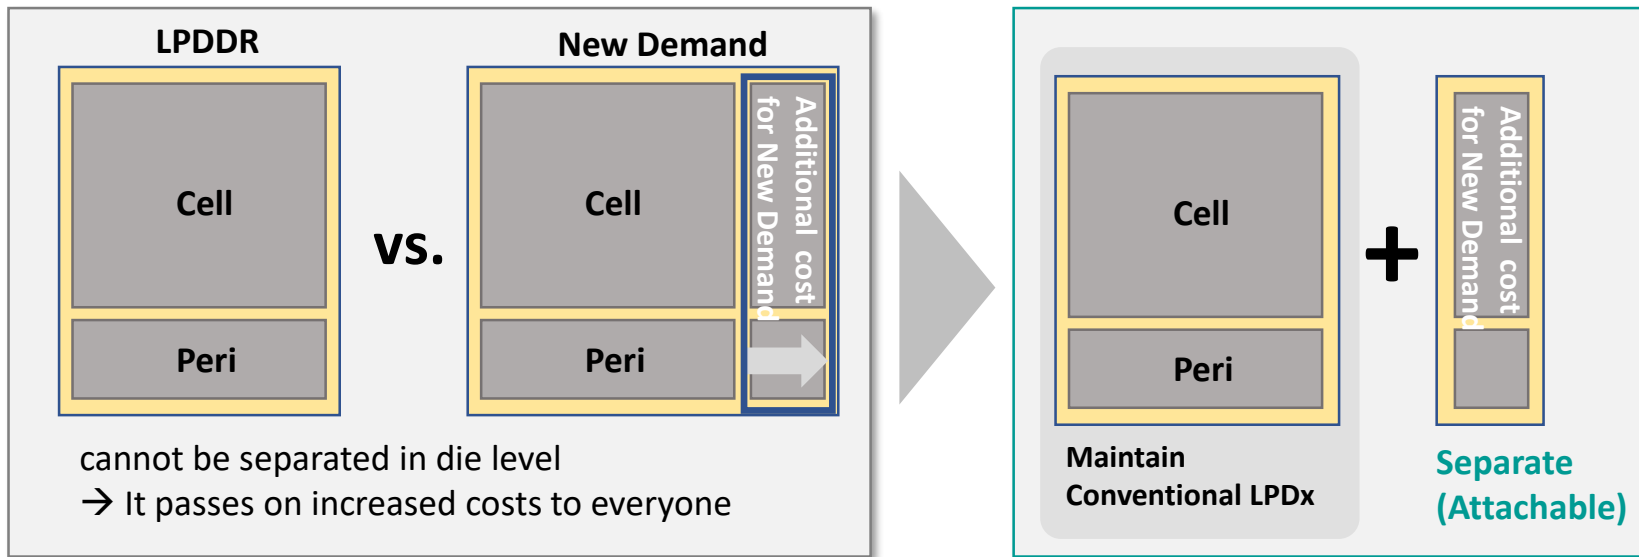 LPDDR
Cell
Peri
vs.
New Demand
Cell
Peri
Additional cost
for New Demand
cannot be separated in die level
→ It passes on increased costs to everyone
Cell
Peri
Maintain
Conventional LPDx
+
Additional cost
for New Demand
Separate
(Attachable)